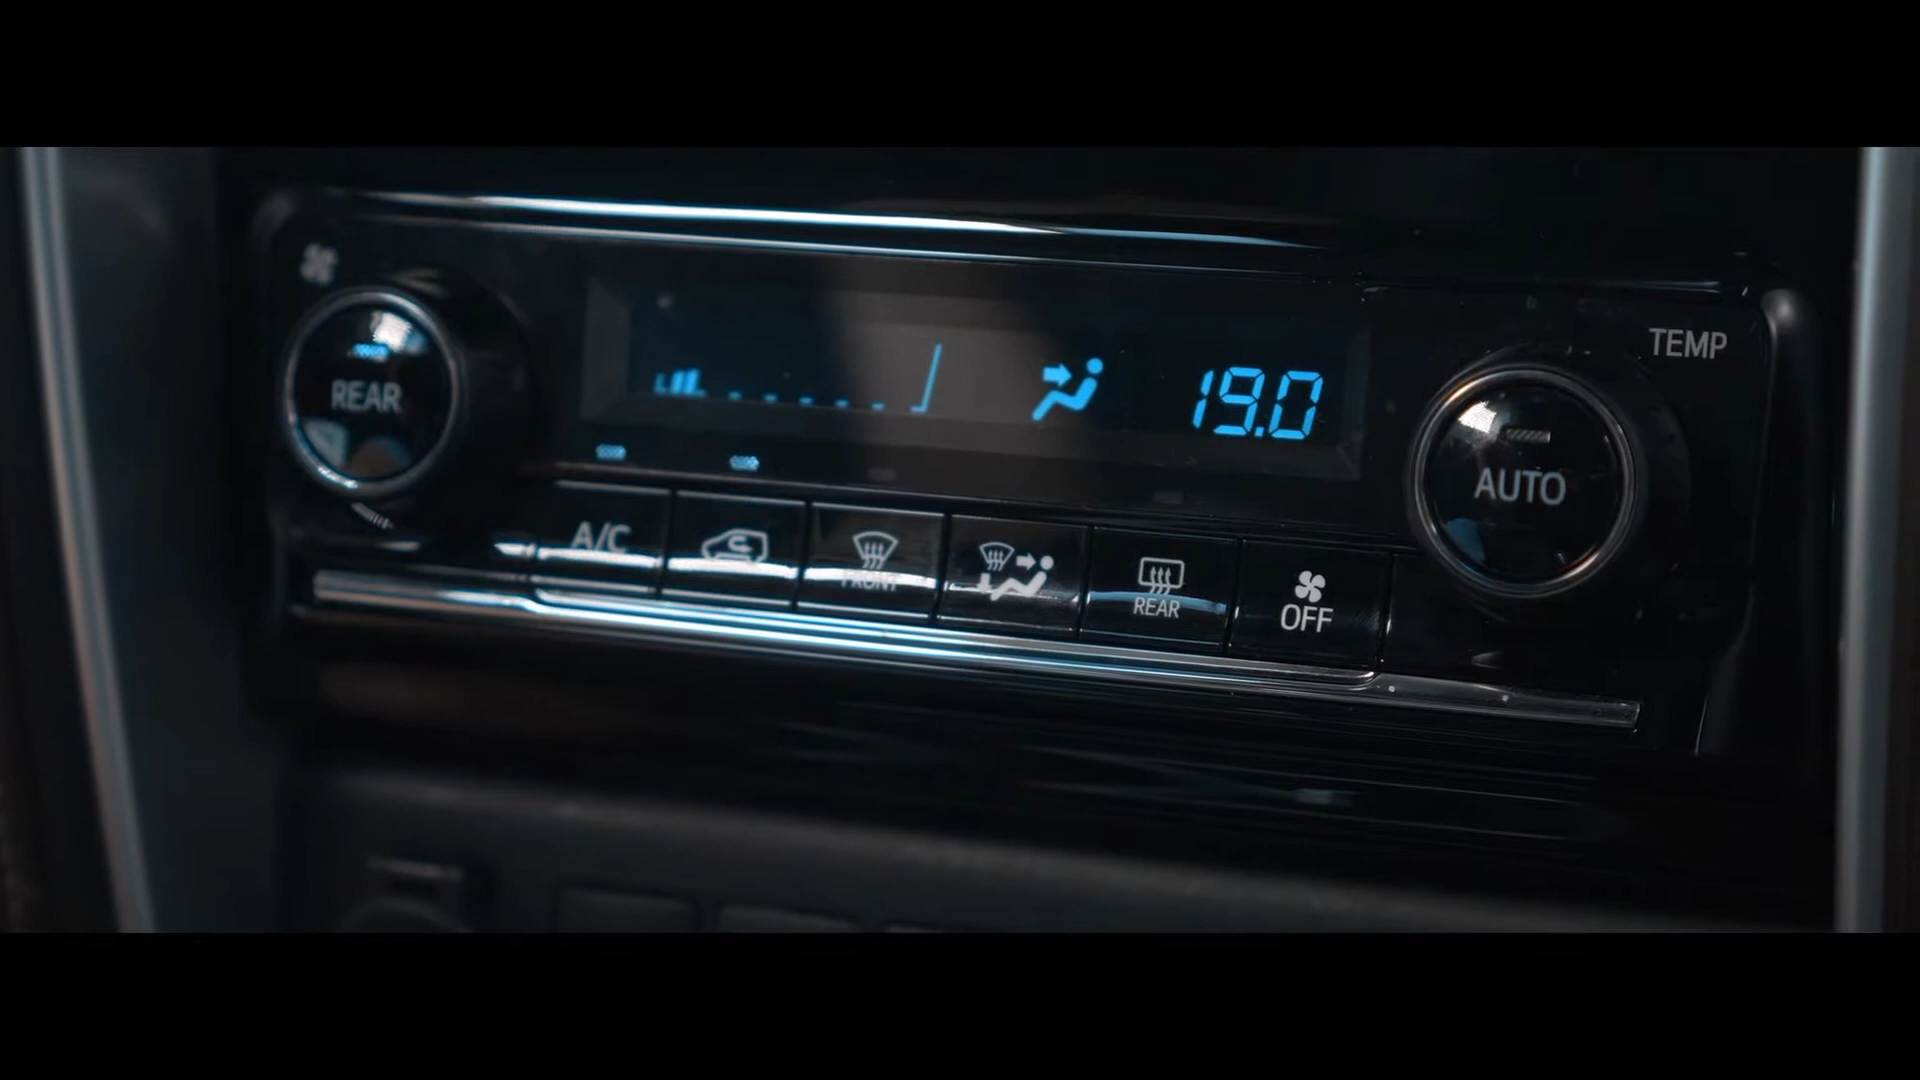 TEMP
REAR
19.0
AUTO
A/C
FRONT
REAR
OFF